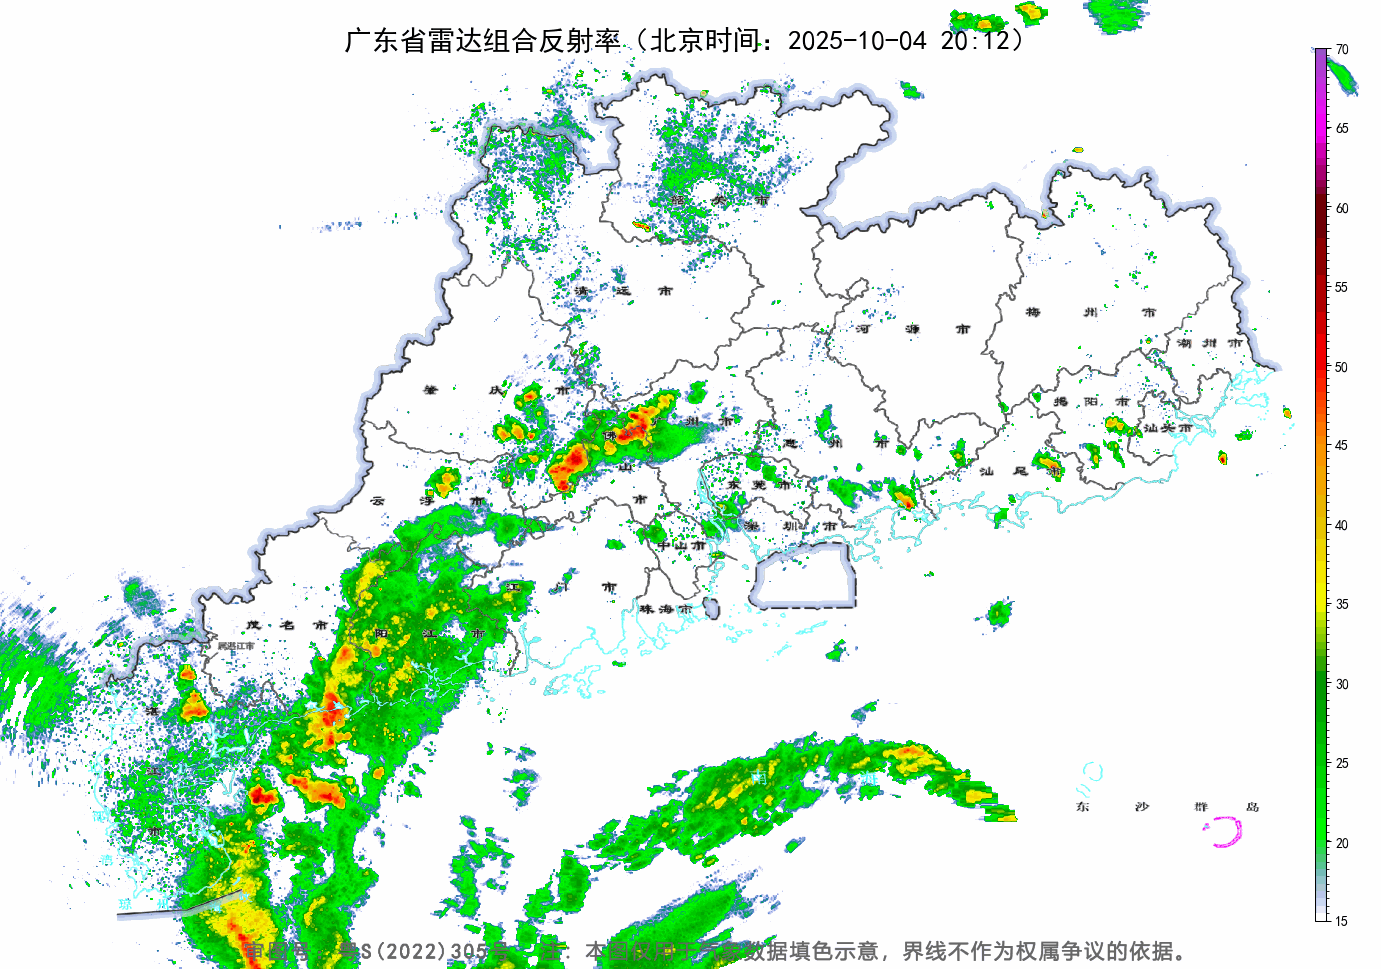 广东省雷达组合反射率（北京时间：2025-10-04 20:12）
70
65
60
55
50
45
40
35
30
25
20
15
韶 关 市
清 远 市
河 源 市
梅 州 市
潮 州 市
肇 庆 市
州 市
佛 山 市
惠 州 市
揭 阳 市
汕头市
汕 尾 市
东 莞 市
云 浮 市
深 圳 市
中山市
江 门 市
珠海市
茂 名 市
属湛江市
阳 江 市
湛 江 市
南 海
琼 州
东 沙 群 岛
审图号：粤S(2022)305号 注：本图仅用于气象数据填色示意，界线不作为权属争议的依据。